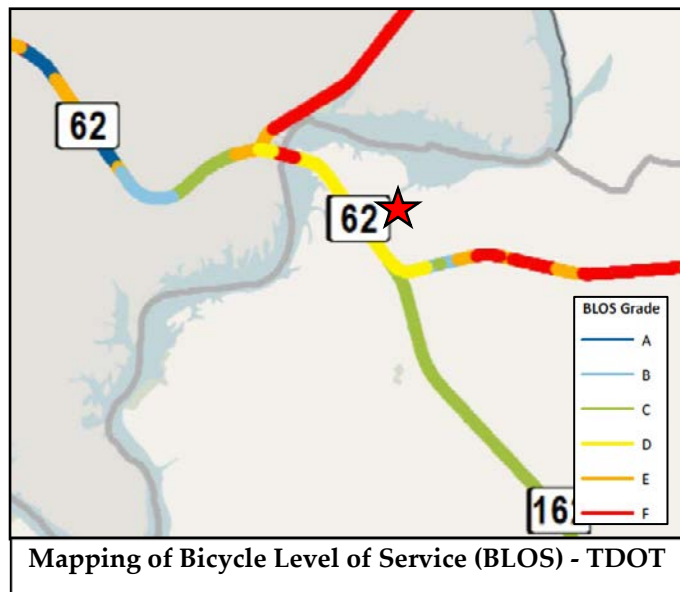 62
62
BLOS Grade
A
B
C
D
E
F
Mapping of Bicycle Level of Service (BLOS) - TDOT